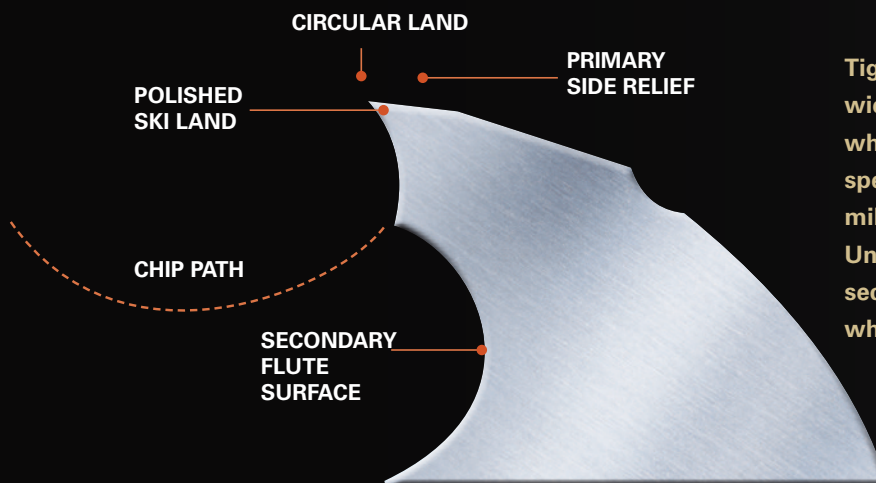 CIRCULAR LAND
PRIMARY
SIDE RELIEF
POLISHED
SKI LAND
CHIP PATH
SECONDARY
FLUTE
SURFACE